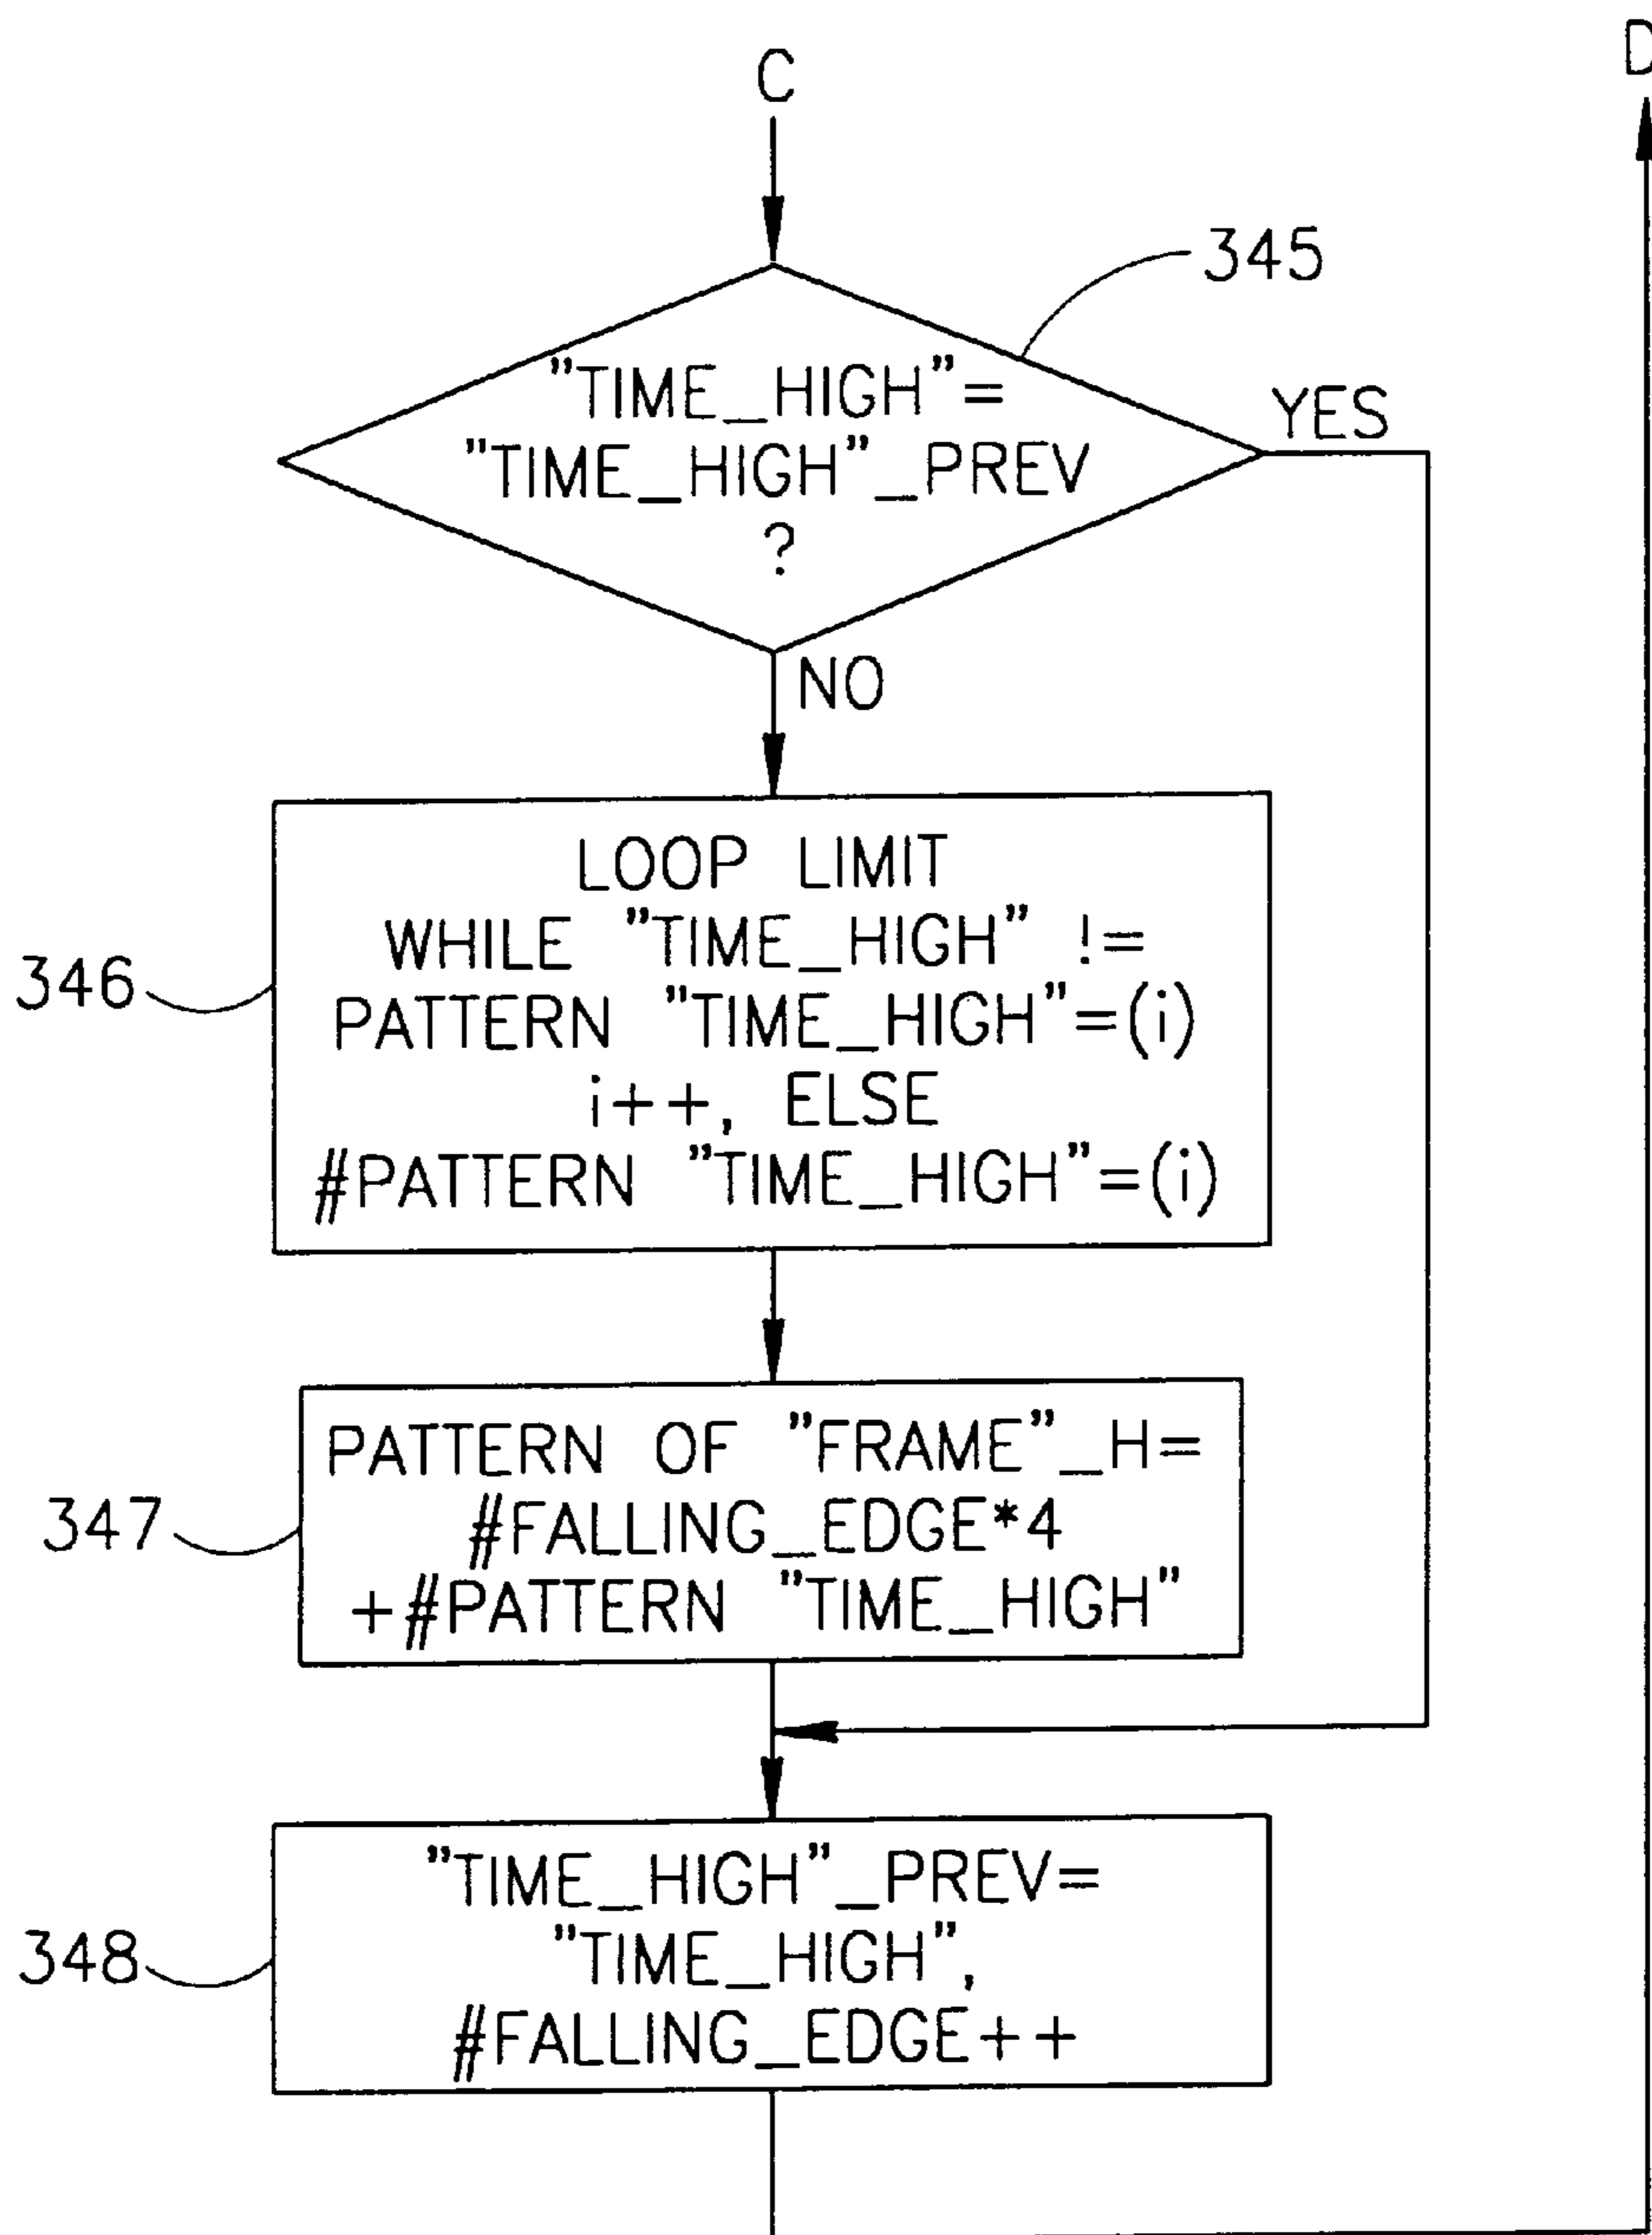 C
D
345
"TIME_HIGH"=
"TIME_HIGH"_PREV
?
YES
NO
346
LOOP LIMIT
WHILE "TIME_HIGH" !=
PATTERN "TIME_HIGH"=(i)
i++, ELSE
#PATTERN "TIME_HIGH"=(i)
347
PATTERN OF "FRAME"_H=
#FALLING_EDGE*4
+#PATTERN "TIME_HIGH"
348
"TIME_HIGH"_PREV=
"TIME_HIGH",
#FALLING_EDGE++